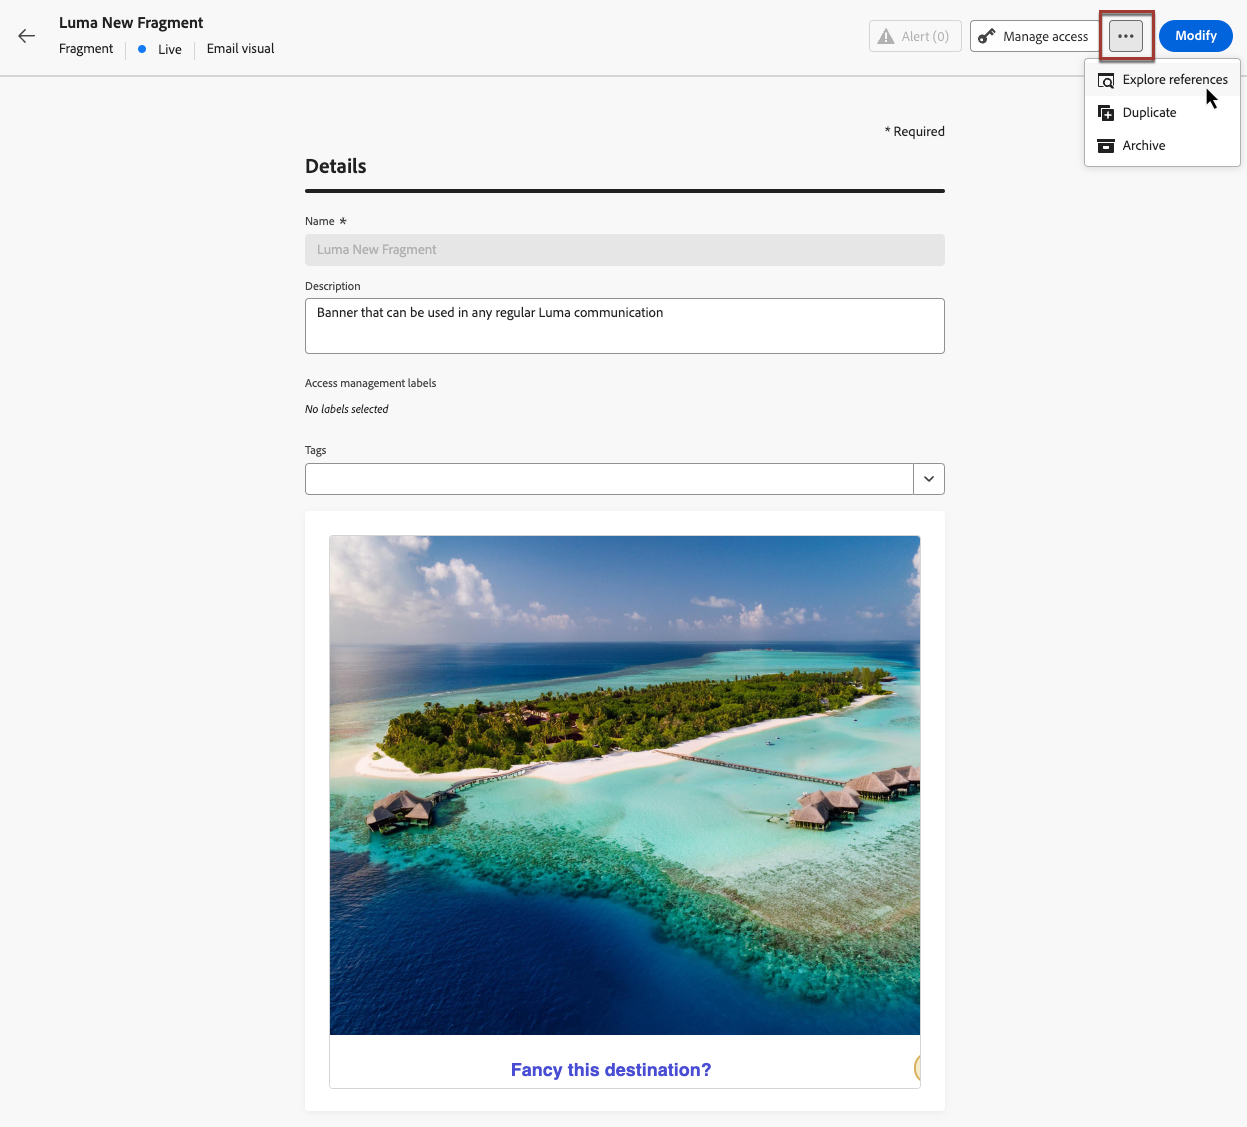 Luma New Fragment
Fragment
Live
Email visual
Alert (0)
Manage access
Modify
Explore references
Duplicate
Archive
* Required
Details
Name *
Luma New Fragment
Description
Banner that can be used in any regular Luma communication
Access management labels
No labels selected
Tags
Fancy this destination?